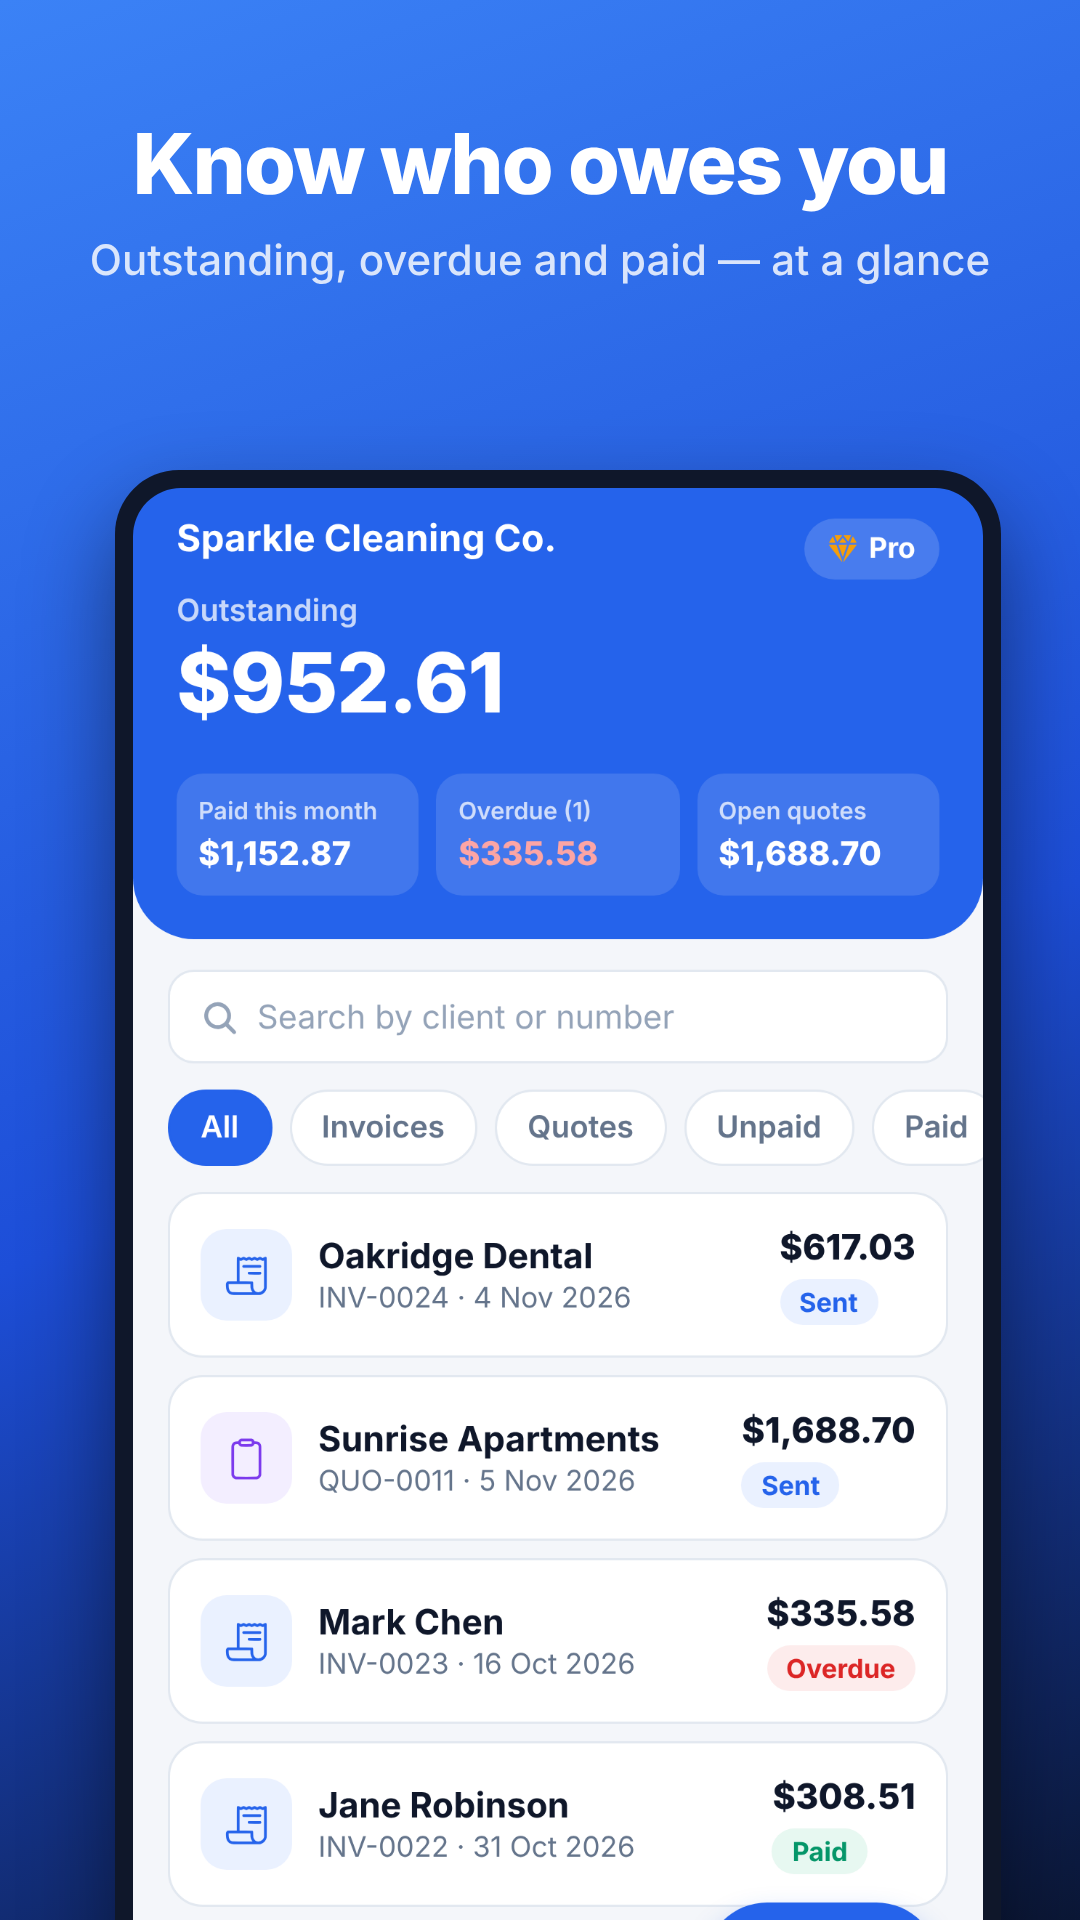 Know who owes you
Outstanding, overdue and paid — at a glance
Sparkle Cleaning Co.
Pro
Outstanding
$952.61
Paid this month
$1,152.87
Overdue (1)
$335.58
Open quotes
$1,688.70
Search by client or number
All
Invoices
Quotes
Unpaid
Paid
Oakridge Dental
INV-0024 · 4 Nov 2026
$617.03
Sent
Sunrise Apartments
QUO-0011 · 5 Nov 2026
$1,688.70
Sent
Mark Chen
INV-0023 · 16 Oct 2026
$335.58
Overdue
Jane Robinson
INV-0022 · 31 Oct 2026
$308.51
Paid